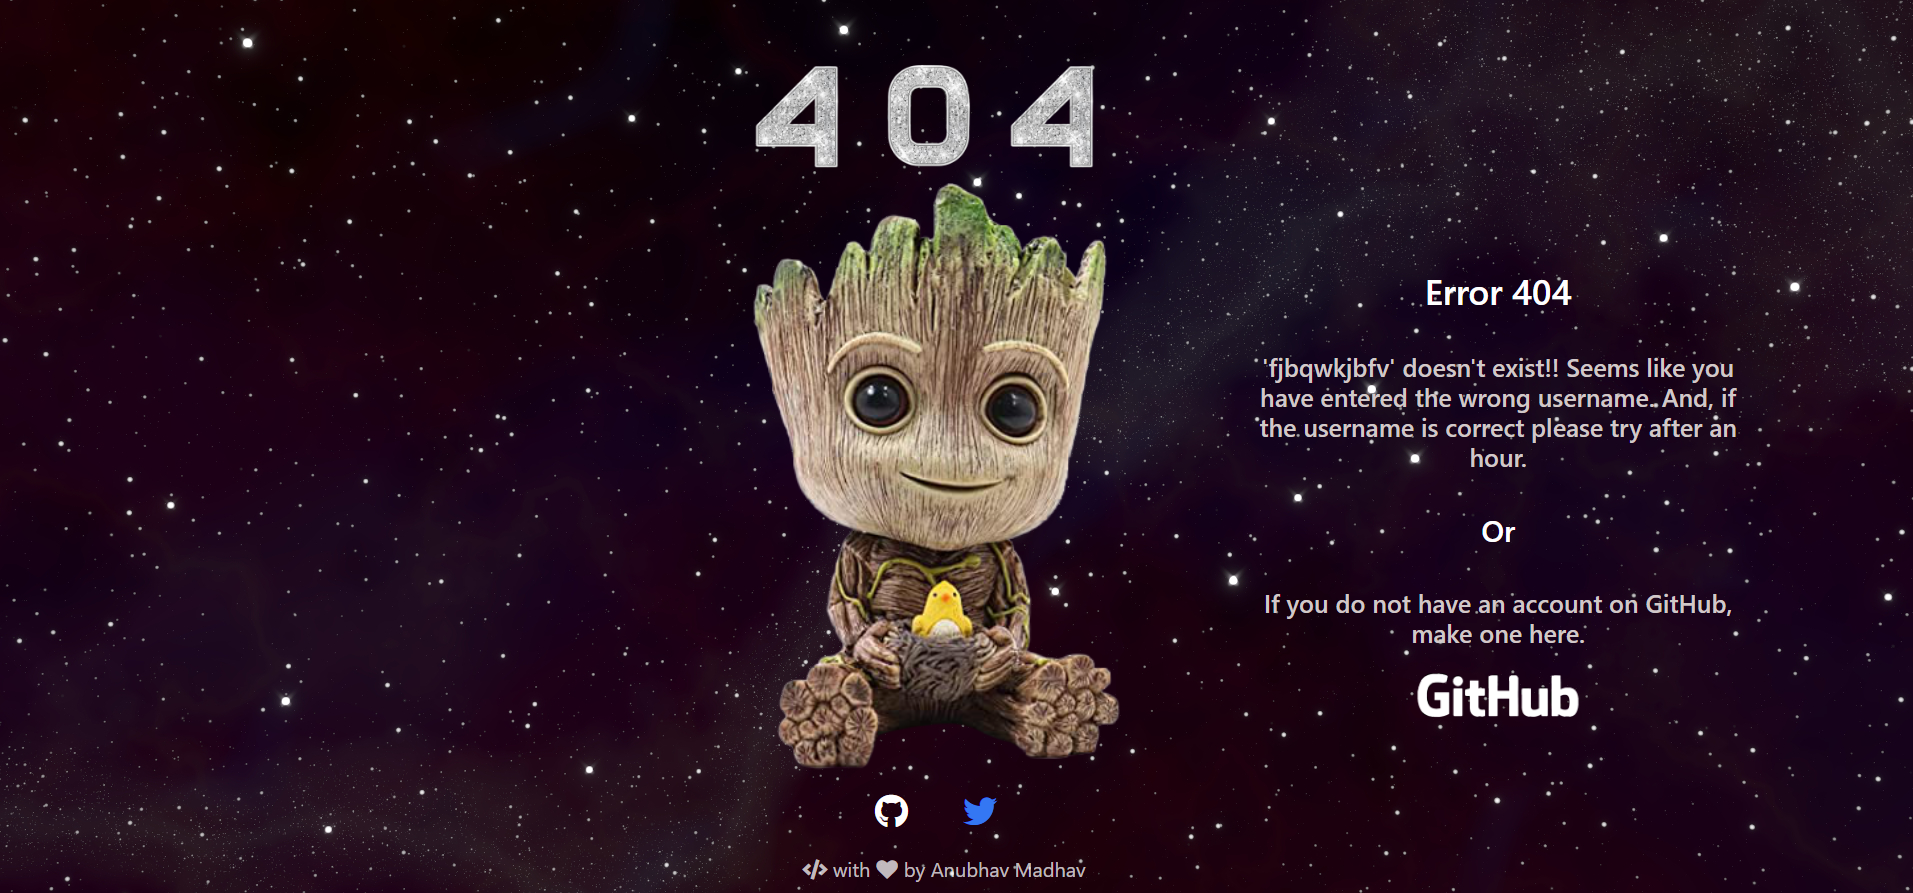 404
Error 404
'fjbqwkjbfv' doesn't exist!! Seems like you
have entered the wrong username. And, if
the username is correct please try after an
hour.
Or
If you do not have an account on GitHub,
make one here.
GitHub
</> with ❤ by Anubhav Madhav